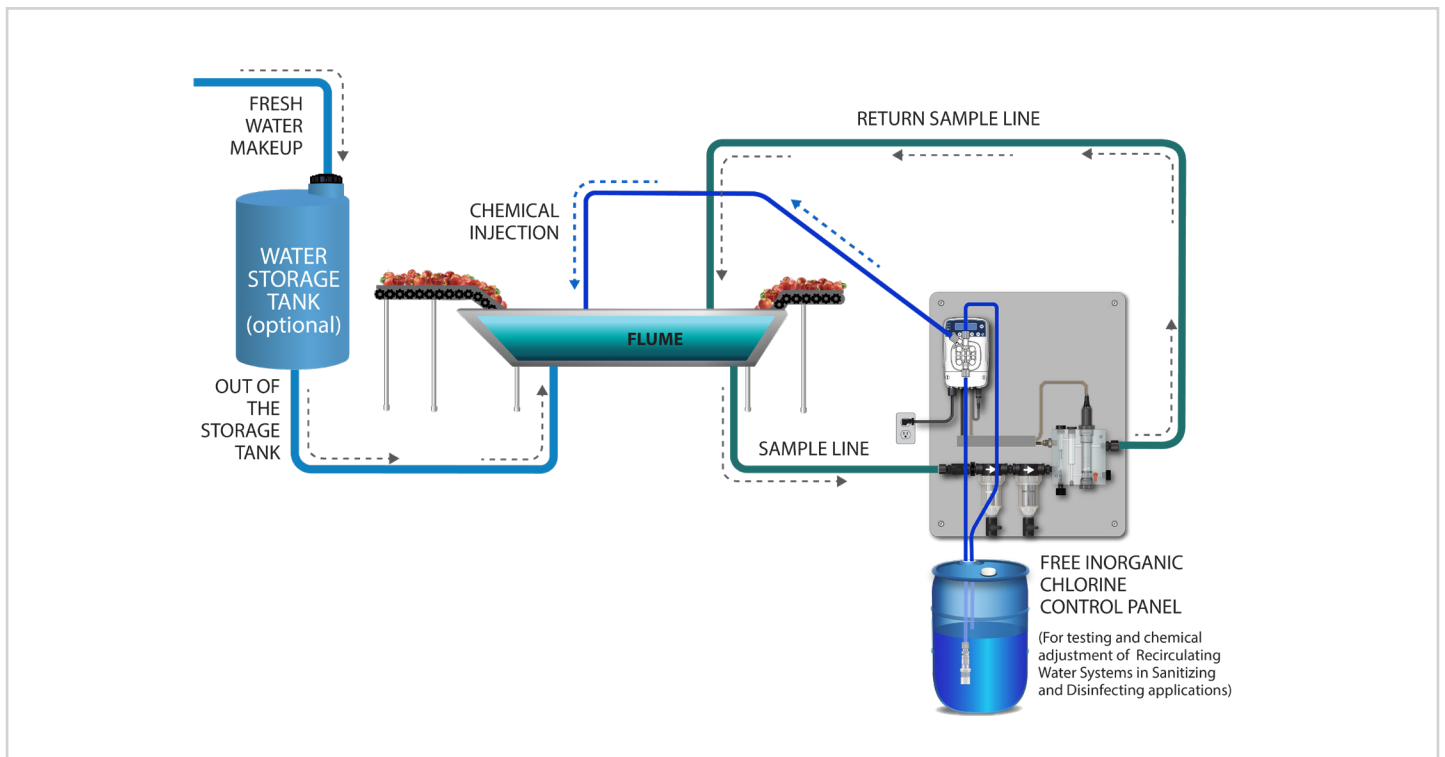 FRESH
WATER
MAKEUP
WATER
STORAGE
TANK
(optional)
OUT OF
THE
STORAGE
TANK
CHEMICAL
INJECTION
RETURN SAMPLE LINE
FLUME
SAMPLE LINE
FREE INORGANIC
CHLORINE
CONTROL PANEL
(For testing and chemical
adjustment of Recirculating
Water Systems in Sanitizing
and Disinfecting applications)